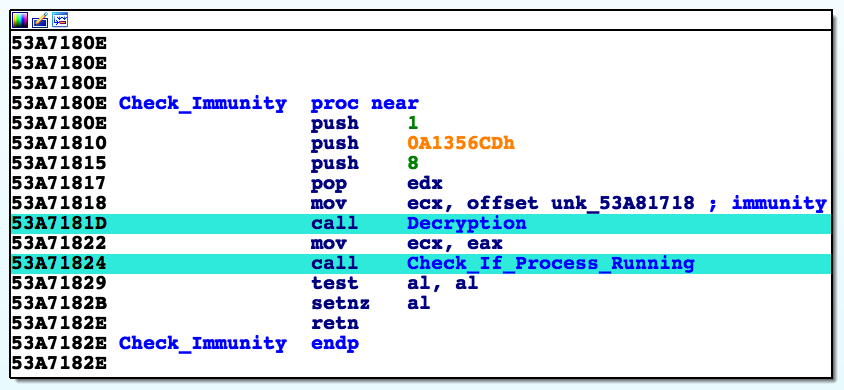 53A7180E
53A7180E
53A7180E
53A7180E Check_Immunity proc near
53A7180E push 1
53A71810 push 0A1356CDh
53A71815 push 8
53A71817 pop edx
53A71818 mov ecx, offset unk_53A81718 ; immunity
53A7181D call Decryption
53A71822 mov ecx, eax
53A71824 call Check_If_Process_Running
53A71829 test al, al
53A7182B setnz al
53A7182E retn
53A7182E Check_Immunity endp
53A7182E